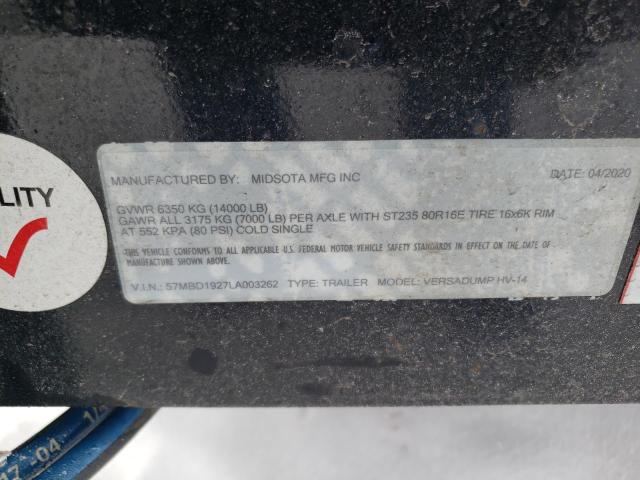 LITY
MANUFACTURED BY: MIDSOTA MFG INC DATE: 04/2020
GVWR 6350 KG (14000 LB)
GAWR ALL 3175 KG (7000 LB) PER AXLE WITH ST235 80R16E TIRE 16x6K RIM
AT 552 KPA (80 PSI) COLD SINGLE
THIS VEHICLE CONFORMS TO ALL APPLICABLE U.S. FEDERAL MOTOR VEHICLE SAFETY
STANDARDS IN EFFECT ON THE DATE OF MANUFACTURE SHOWN ABOVE.
V.I.N.: 57MBD1927LA003262 TYPE: TRAILER MODEL: VERSADUMP HV-14
-04